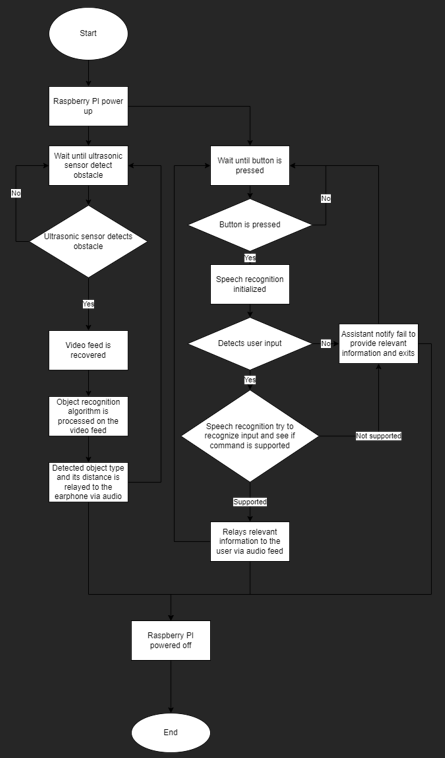 Start
Raspberry PI power
up
Wait until ultrasonic
sensor detect
obstacle
Wait until button is
pressed
No
No
Ultrasonic sensor detects
obstacle
Button is pressed
Yes
Speech recognition
initialized
Yes
Video feed is
recovered
Detects user input
No
Assistant notify fail to
provide relevant
information and exits
Yes
Object recognition
algorithm is
processed on the
video feed
Speech recognition try to
recognize input and see if
command is supported
Not supported
Detected object type
and its distance is
relayed to the
earphone via audio
Supported
Relays relevant
information to the
user via audio feed
Raspberry PI
powered off
End